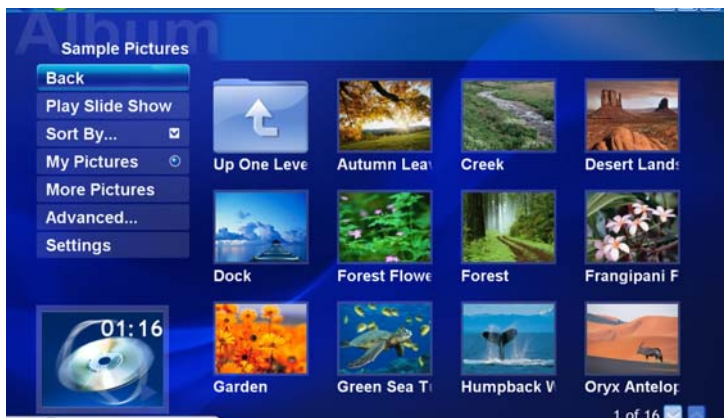 Album
Sample Pictures
Back
Play Slide Show
Sort By...
My Pictures
More Pictures
Advanced...
Settings
Up One Leve
Autumn Lea
Creek
Desert Lands
Dock
Forest Flowe
Forest
Frangipani F
01:16
Garden
Green Sea T
Humpback W
Oryx Antelop
1 of 16